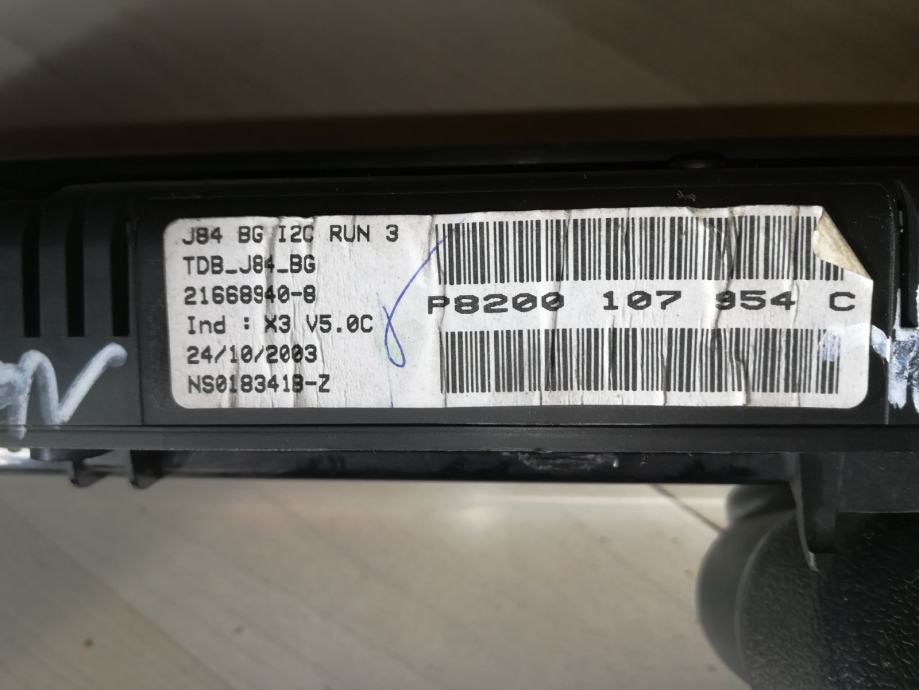 J84 BG I2C RUN 3
TDB_J84_BG
21668940-8
Ind : X3 V5.0C
24/10/2003
NS018341B-Z
P8200 107 954 C